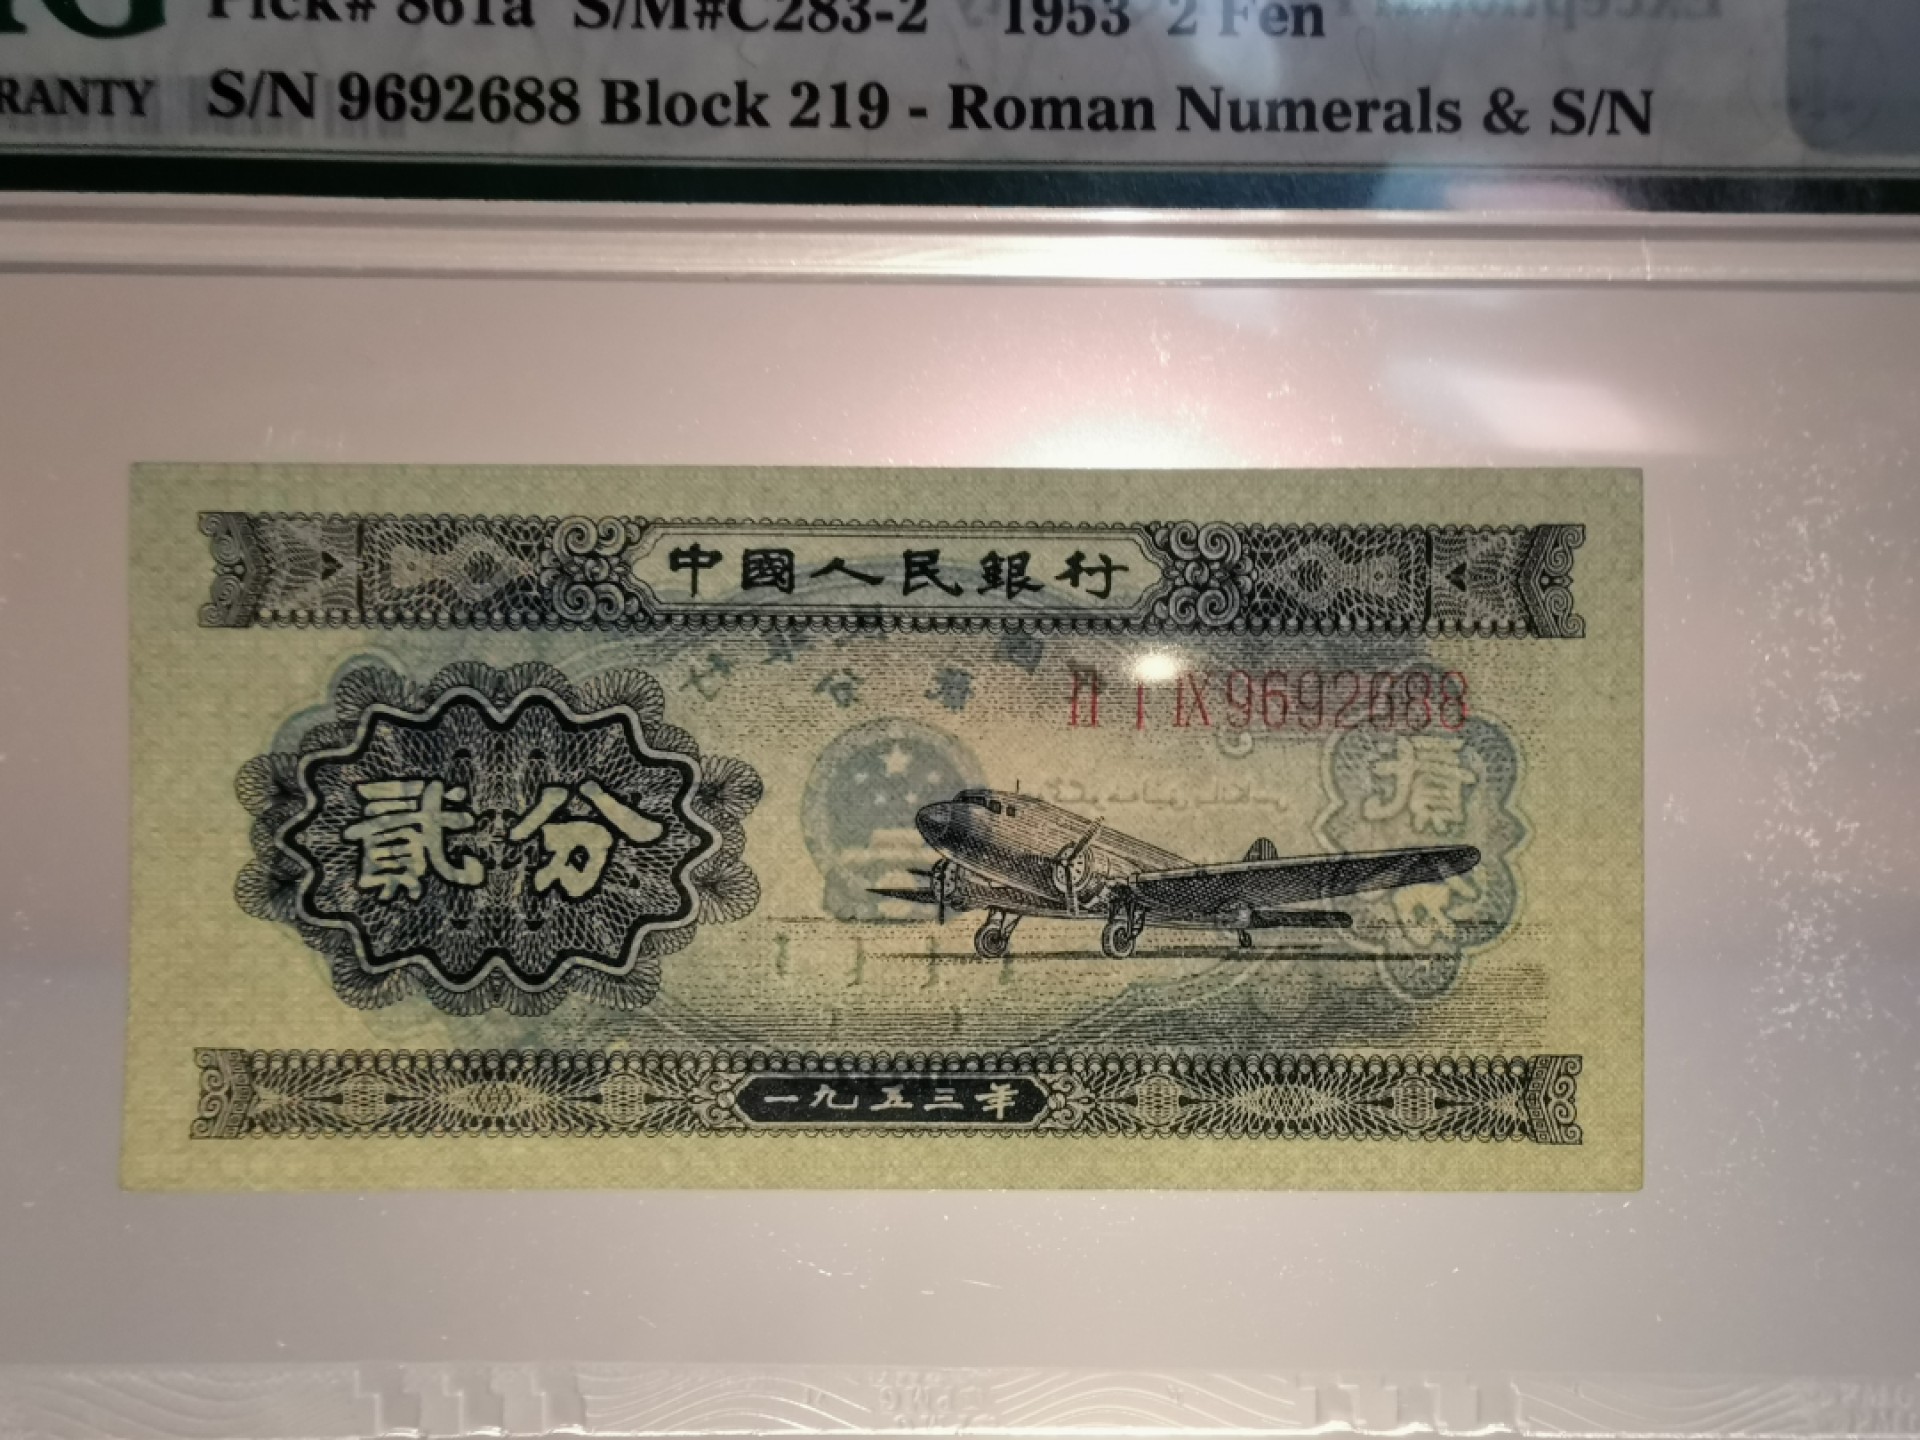 Pick# 861a S/M#C283-2 1953 2 Fen
RANTY S/N 9692688 Block 219 - Roman Numerals & S/N
中國人民銀行
II I IX 9692688
貳分
一九五三年